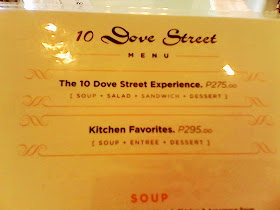 10 Dove Street
MENU
The 10 Dove Street Experience. P275.00
[ SOUP • SALAD • SANDWICH • DESSERT ]
Kitchen Favorites. P295.00
[ SOUP • ENTREE • DESSERT ]
SOUP